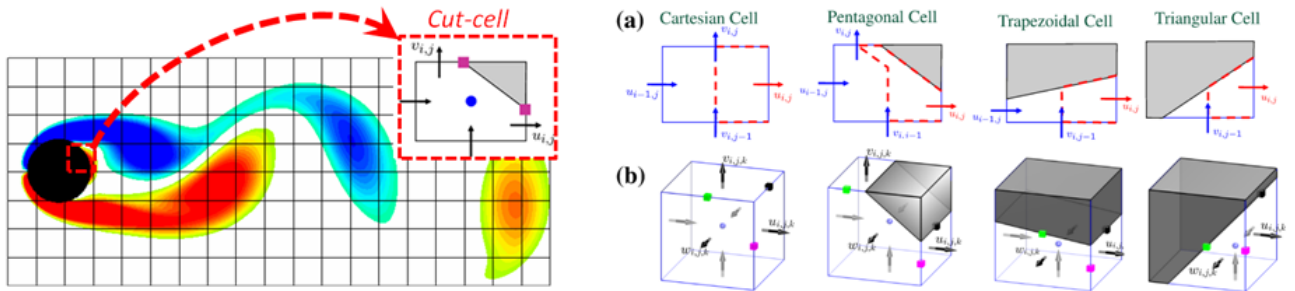 Cut-cell
v_{i,j}
u_{i,j}
(a)
Cartesian Cell
Pentagonal Cell
Trapezoidal Cell
Triangular Cell
v_{i,j}
v_{i,j}
u_{i-1,j}
u_{i,j}
u_{i-1,j}
u_{i,j}
u_{i-1,j}
u_{i,j}
u_{i,j}
v_{i,j-1}
v_{i,j-1}
v_{i,j-1}
v_{i,j-1}
(b)
v_{i,j,k}
v_{i,j,k}
u_{i,j,k}
w_{i,j,k}
u_{i,j,k}
w_{i,j,k}
w_{i,j,k}
u_{i,j,k}
w_{i,j,k}